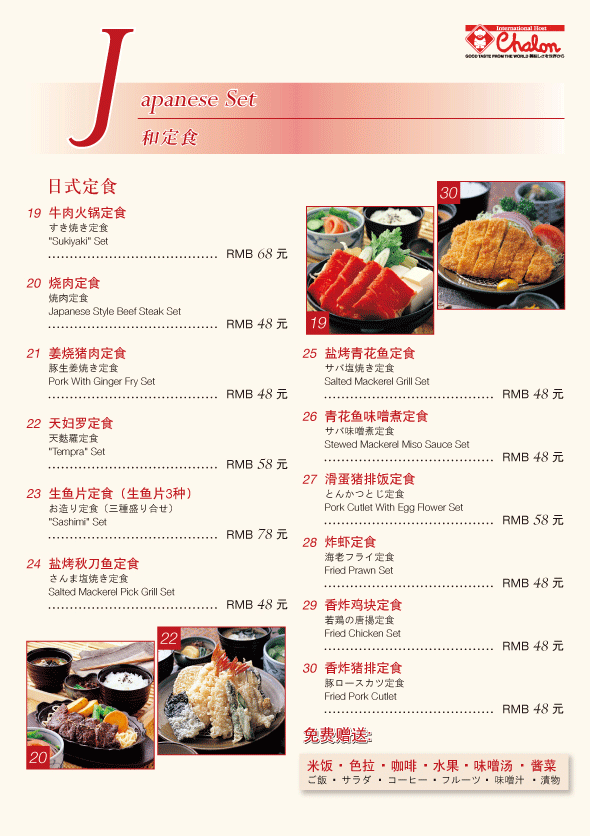 International Host
Chalon
GOOD TASTE FROM THE WORLD
Japanese Set
和定食
日式定食
19 牛肉火锅定食
すき焼き定食
"Sukiyaki" Set
RMB 68 元
20 烧肉定食
焼肉定食
Japanese Style Beef Steak Set
RMB 48 元
21 姜烧猪肉定食
豚生姜焼き定食
Pork With Ginger Fry Set
RMB 48 元
22 天妇罗定食
天麩羅定食
"Tempra" Set
RMB 58 元
23 生鱼片定食（生鱼片3种）
お造り定食（三種盛り合せ）
"Sashimi" Set
RMB 78 元
24 盐烤秋刀鱼定食
さんま塩焼き定食
Salted Mackerel Pick Grill Set
RMB 48 元
20
22
19
30
25 盐烤青花鱼定食
サバ塩焼き定食
Salted Mackerel Grill Set
RMB 48 元
26 青花鱼味噌煮定食
サバ味噌煮定食
Stewed Mackerel Miso Sauce Set
RMB 48 元
27 滑蛋猪排饭定食
とんかつとじ定食
Pork Cutlet With Egg Flower Set
RMB 58 元
28 炸虾定食
海老フライ定食
Fried Prawn Set
RMB 48 元
29 香炸鸡块定食
若鶏の唐揚定食
Fried Chicken Set
RMB 48 元
30 香炸猪排定食
豚ロースカツ定食
Fried Pork Cutlet
RMB 48 元
免费赠送:
米饭・色拉・咖啡・水果・味噌汤・酱菜
ご飯・サラダ・コーヒー・フルーツ・味噌汁・漬物